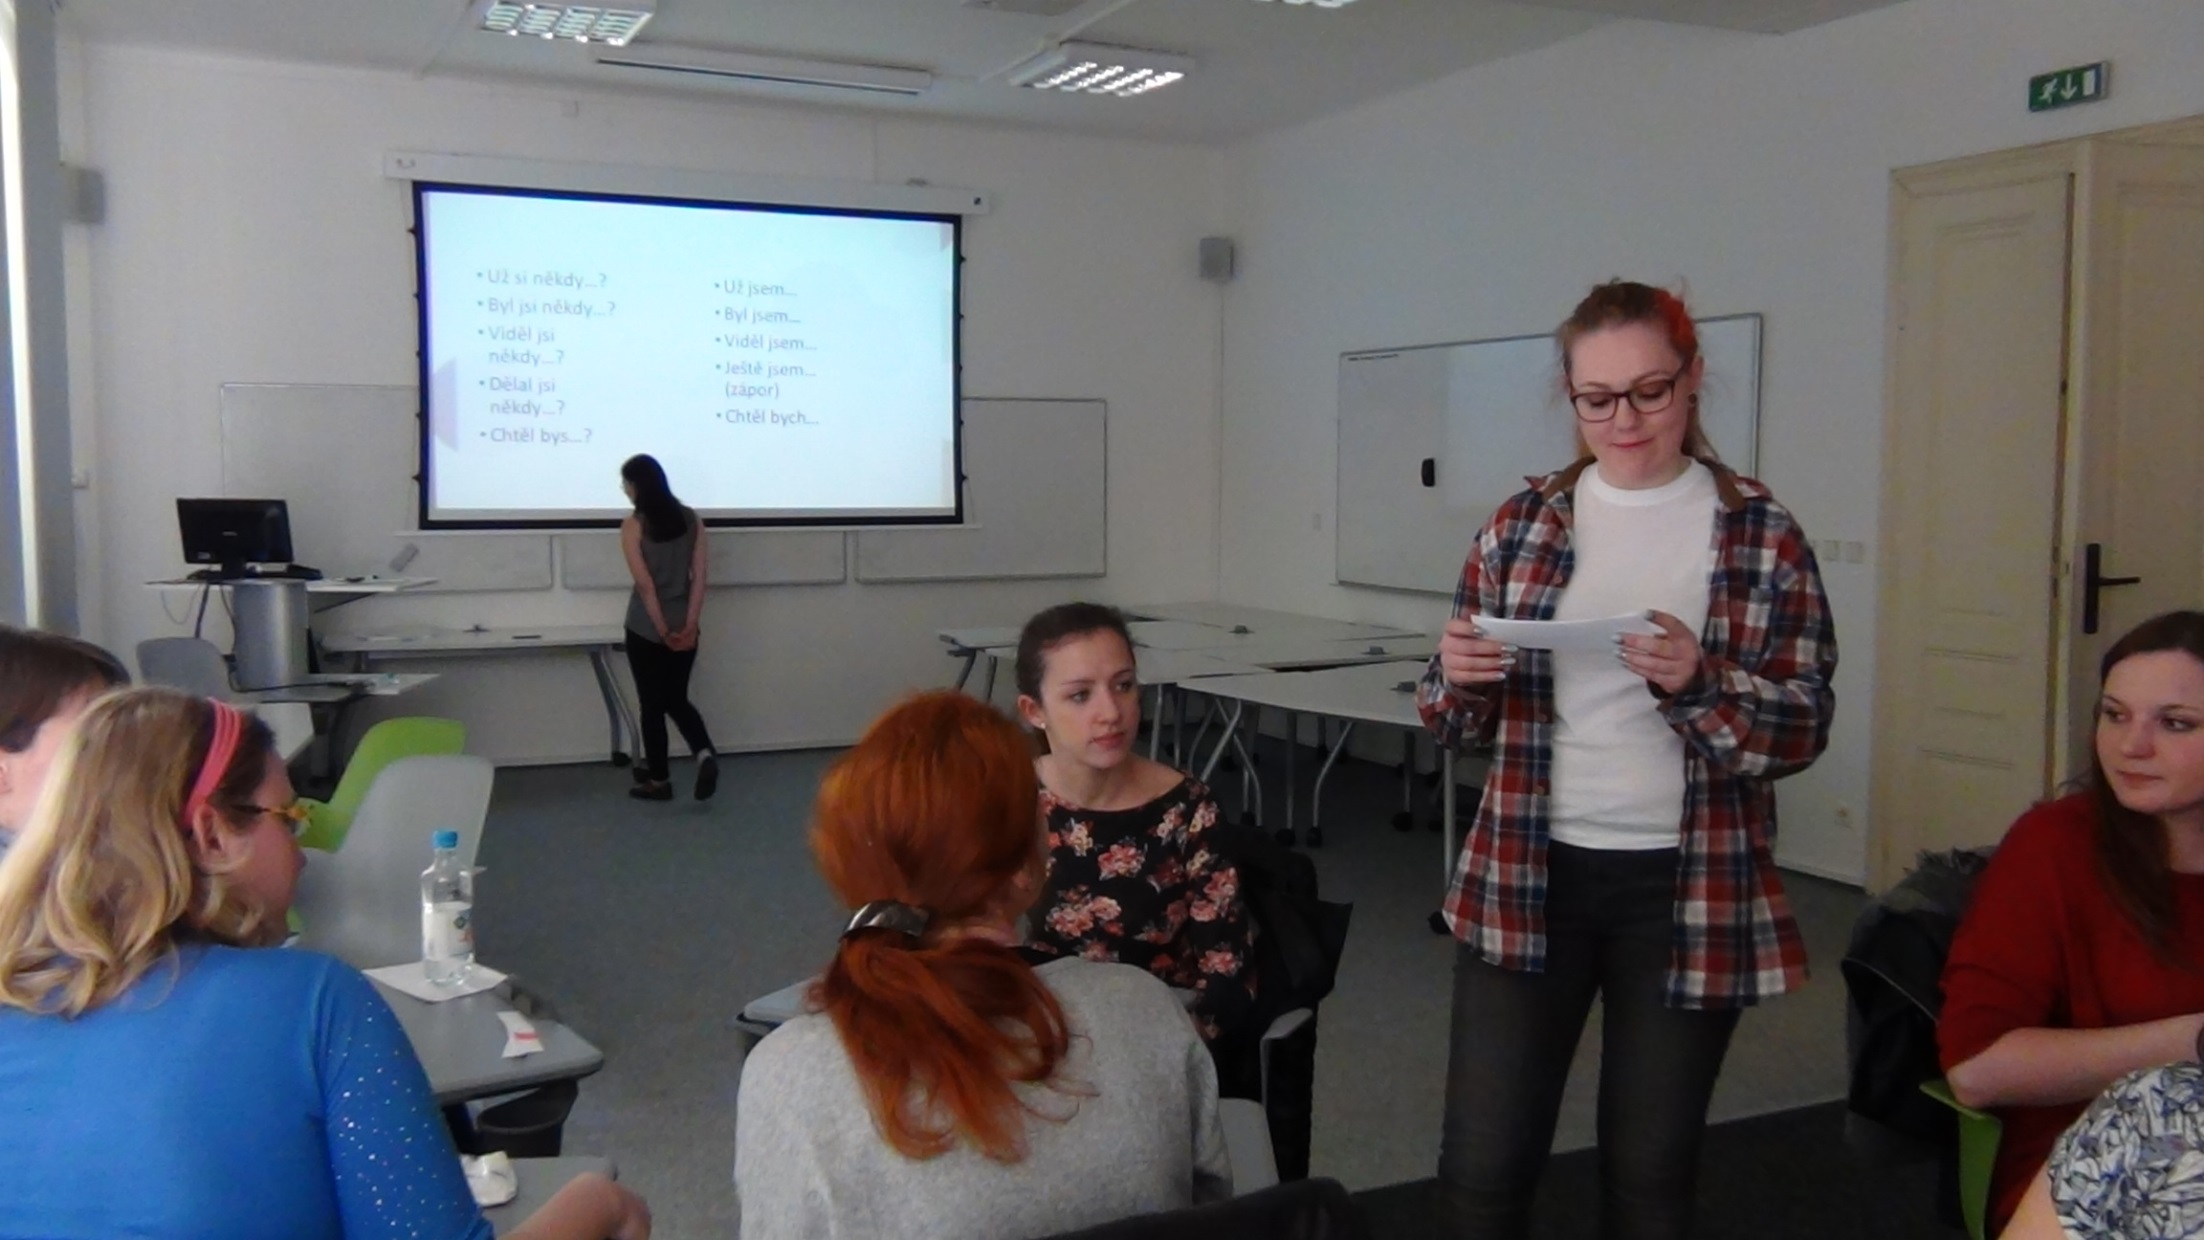 • Už si někdy...?
• Byl jsi někdy...?
• Viděl jsi
někdy...?
• Dělal jsi
někdy...?
• Chtěl bys...?
• Už jsem...
• Byl jsem...
• Viděl jsem...
• Ještě jsem...
(zápor)
• Chtěl bych...